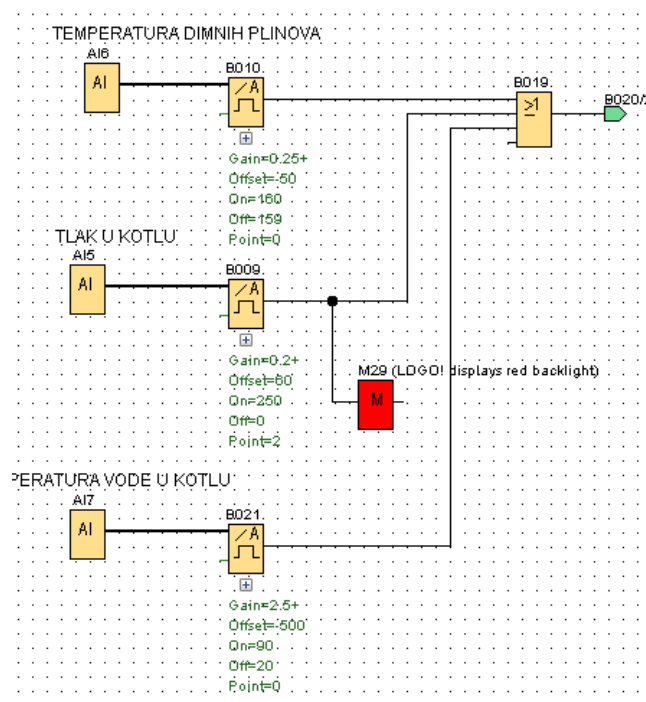 TEMPERATURA DIMNIH PLINOVA
AI6
AI
B010
/A
Gain=0.25+
Offset=-50
On=160
Off=159
Point=0
B019
≥1
B020/
TLAK U KOTLU
AI5
AI
B009
/A
Gain=0.2+
Offset=60
On=250
Off=0
Point=2
M29 (LOGO! displays red backlight)
M
PERATURA VODE U KOTLU
AI7
AI
B021
/A
Gain=2.5+
Offset=-500
On=90
Off=20
Point=0